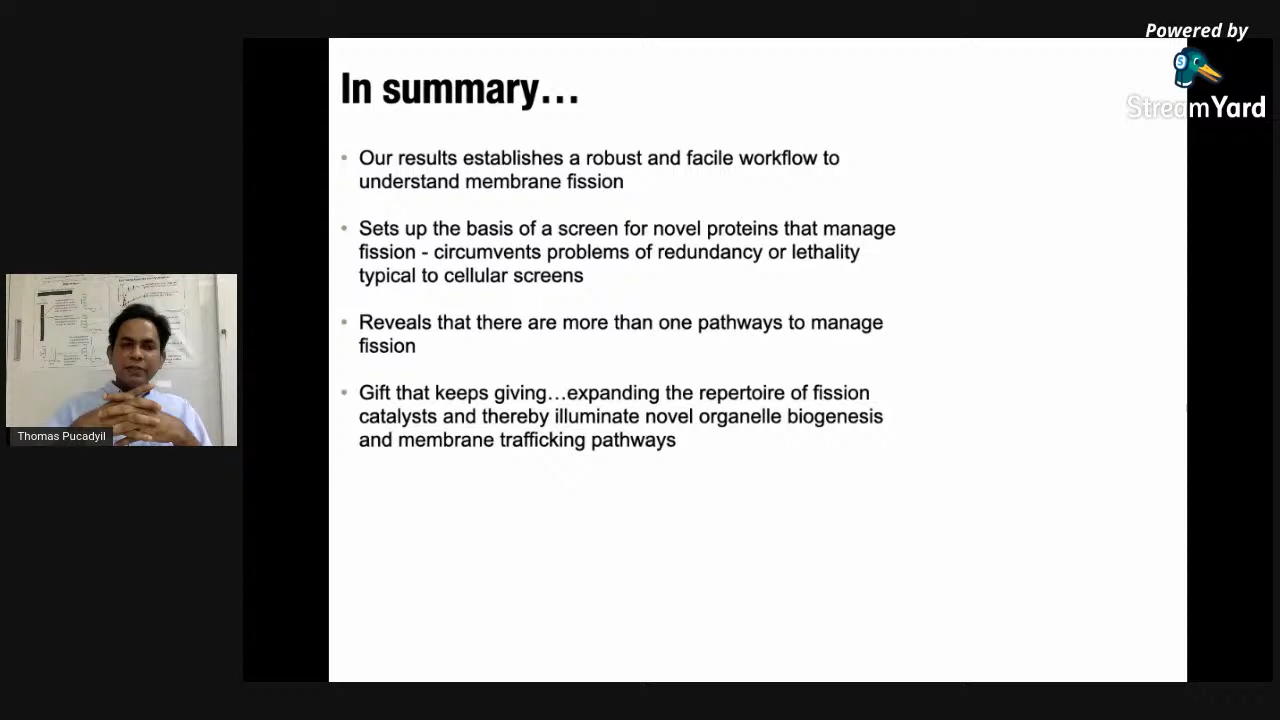 Powered by
StreamYard
In summary…
• Our results establishes a robust and facile workflow to
understand membrane fission
• Sets up the basis of a screen for novel proteins that manage
fission - circumvents problems of redundancy or lethality
typical to cellular screens
• Reveals that there are more than one pathways to manage
fission
• Gift that keeps giving…expanding the repertoire of fission
catalysts and thereby illuminate novel organelle biogenesis
and membrane trafficking pathways
Thomas Pucadyil